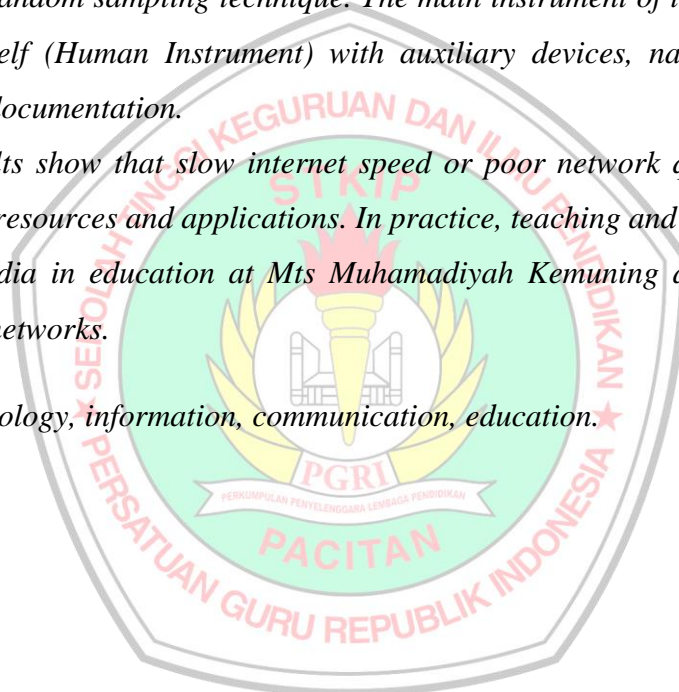 andom sampling technique. The main instrument of
elf (Human Instrument) with auxiliary devices, na
documentation.
lts show that slow internet speed or poor network
resources and applications. In practice, teaching and
dia in education at Mts Muhamadiyah Kemuning
networks.
ology, information, communication, education.
SEKOLAH TINGGI KEGURUAN DAN ILMU PENDIDIKAN
STKIP
PGRI
PERKUMPULAN PENYELENGGARA LEMBAGA PENDIDIKAN
PACITAN
PERSATUAN GURU REPUBLIK INDONESIA